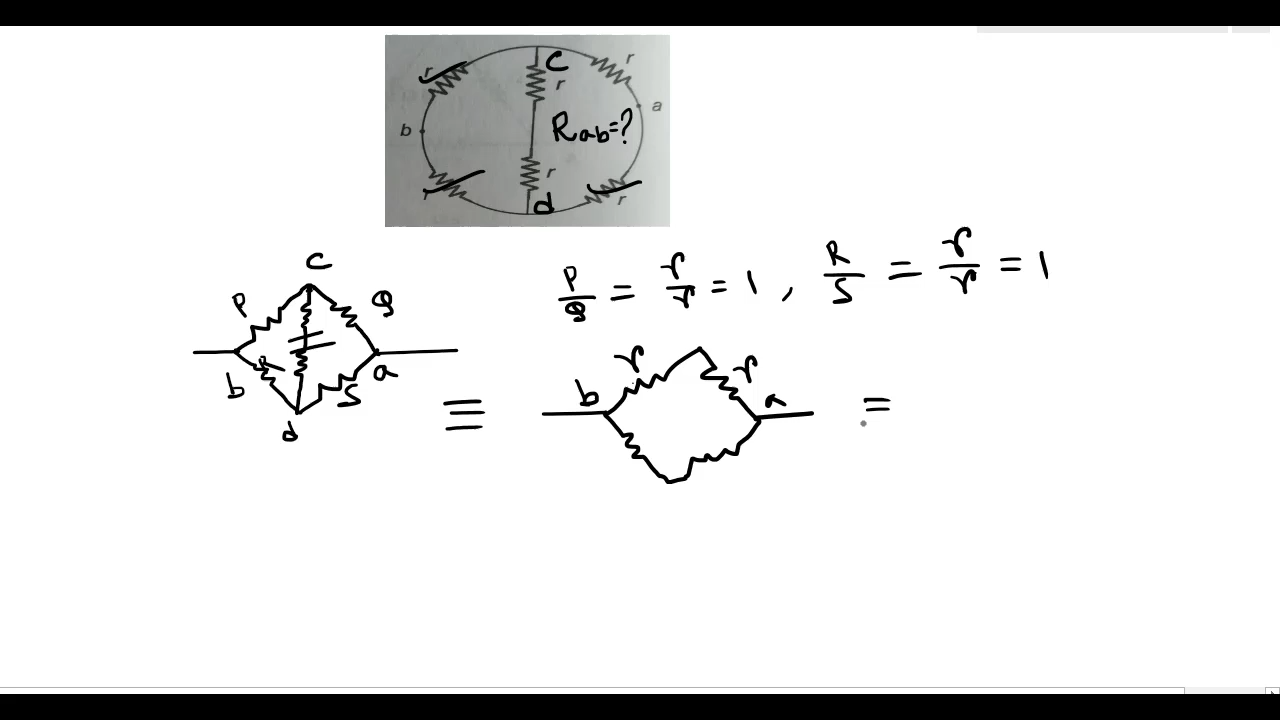 r
C
r
r
b
a
Rab=?
r
r
d
r
C
P
Q
R
S
b
a
d
P/Q = r/r = 1, R/S = r/r = 1
≡
r
r
b
a
=